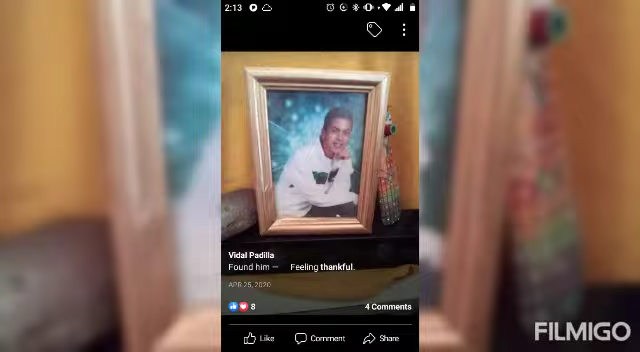 2:13
Vidal Padilla
Found him — Feeling thankful.
APR 25, 2020
8
4 Comments
Like
Comment
Share
FILMIGO